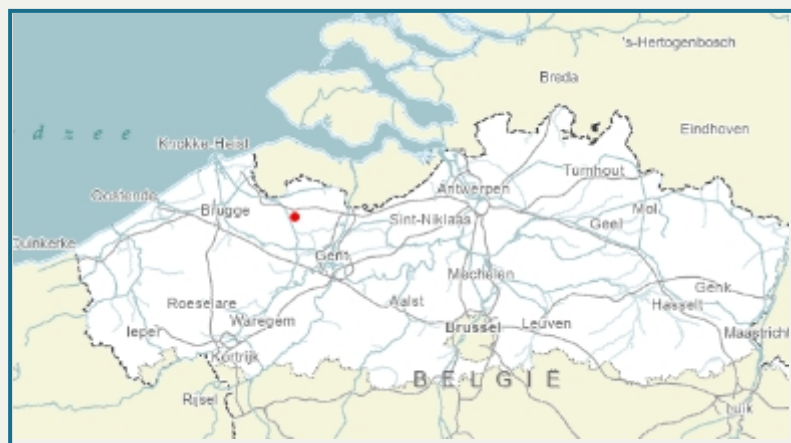 's-Hertogenbosch
Breda
dzee
Eindhoven
Knokke-Heist
Turnhout
Antwerpen
Oostende
Brugge
Mol
Sint-Niklaas
Geel
Duinkerke
Gent
Mechelen
Genk
Roeselare
Aalst
Hasselt
Ieper
Waregem
Brussel
Leuven
Maastricht
Kortrijk
BELGIË
Rijsel
Luik